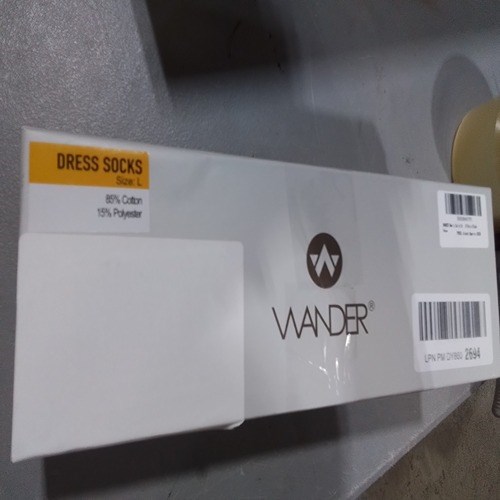 DRESS SOCKS
Size: L
85% Cotton
15% Polyester
WANDER®
2694